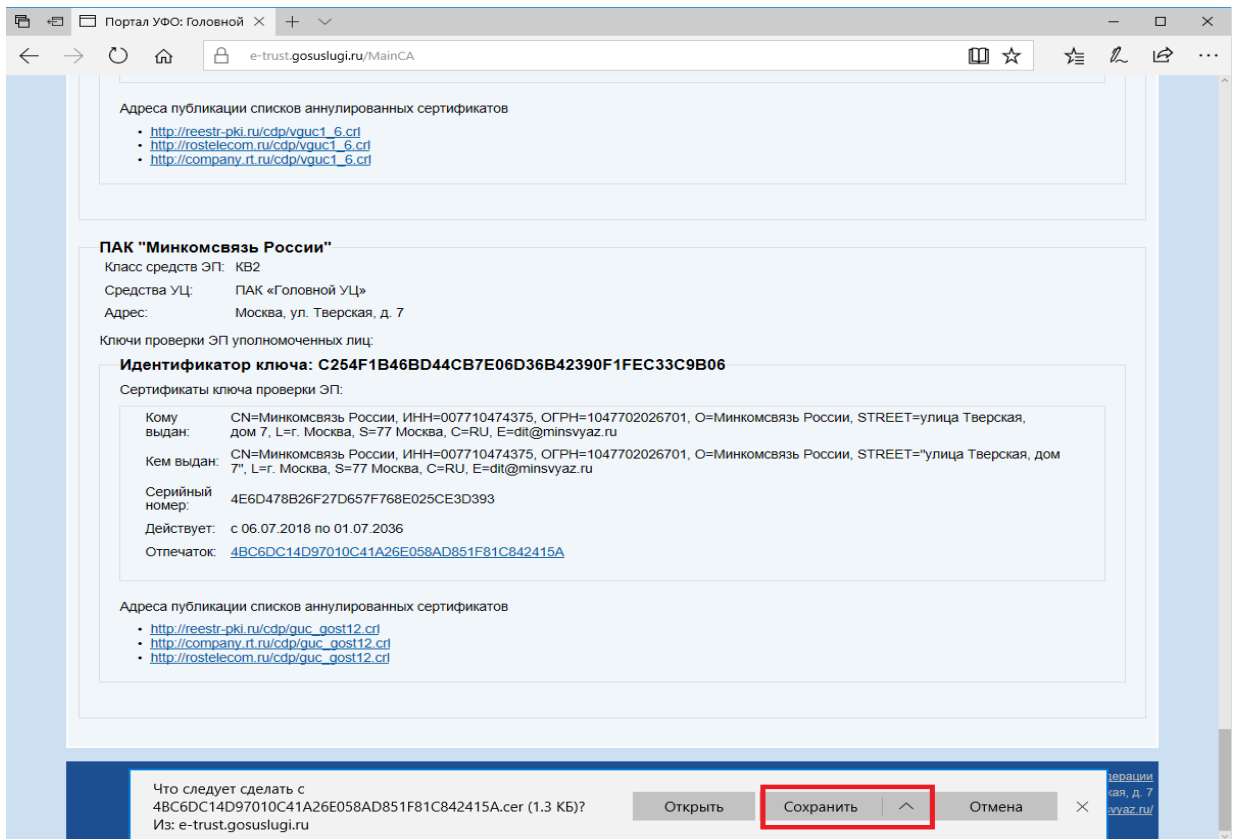 Портал УФО: Головной
e-trust.gosuslugi.ru/MainCA
Адреса публикации списков аннулированных сертификатов
• http://reestr-pki.ru/cdp/vguc1_6.crl
• http://rostelecom.ru/cdp/vguc1_6.crl
• http://company.rt.ru/cdp/vguc1_6.crl
ПАК "Минкомсвязь России"
Класс средств ЭП: КВ2
Средства УЦ: ПАК «Головной УЦ»
Адрес: Москва, ул. Тверская, д. 7
Ключи проверки ЭП уполномоченных лиц:
Идентификатор ключа: C254F1B46BD44CB7E06D36B42390F1FEC33C9B06
Сертификаты ключа проверки ЭП:
Кому выдан: CN=Минкомсвязь России, ИНН=007710474375, ОГРН=1047702026701, O=Минкомсвязь России, STREET=улица Тверская,
дом 7, L=г. Москва, S=77 Москва, C=RU, E=dit@minsvyaz.ru
Кем выдан: CN=Минкомсвязь России, ИНН=007710474375, ОГРН=1047702026701, O=Минкомсвязь России, STREET="улица Тверская, дом
7", L=г. Москва, S=77 Москва, C=RU, E=dit@minsvyaz.ru
Серийный номер: 4E6D478B26F27D657F768E025CE3D393
Действует: с 06.07.2018 по 01.07.2036
Отпечаток: 4BC6DC14D97010C41A26E058AD851F81C842415A
Адреса публикации списков аннулированных сертификатов
• http://reestr-pki.ru/cdp/guc_gost12.crl
• http://company.rt.ru/cdp/guc_gost12.crl
• http://rostelecom.ru/cdp/guc_gost12.crl
Что следует сделать с
4BC6DC14D97010C41A26E058AD851F81C842415A.cer (1.3 КБ)?
Из: e-trust.gosuslugi.ru
Открыть
Сохранить
Отмена